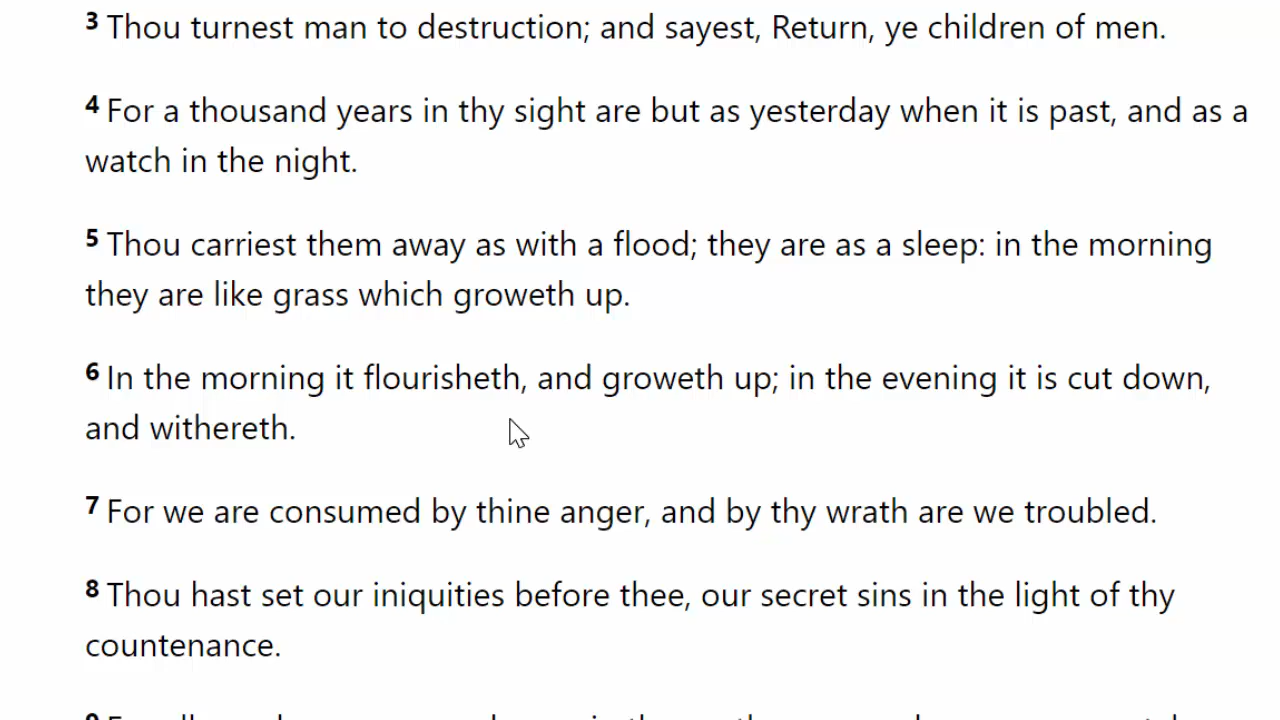 3 Thou turnest man to destruction; and sayest, Return, ye children of men.
4 For a thousand years in thy sight are but as yesterday when it is past, and as a
watch in the night.
5 Thou carriest them away as with a flood; they are as a sleep: in the morning
they are like grass which groweth up.
6 In the morning it flourisheth, and groweth up; in the evening it is cut down,
and withereth.
7 For we are consumed by thine anger, and by thy wrath are we troubled.
8 Thou hast set our iniquities before thee, our secret sins in the light of thy
countenance.